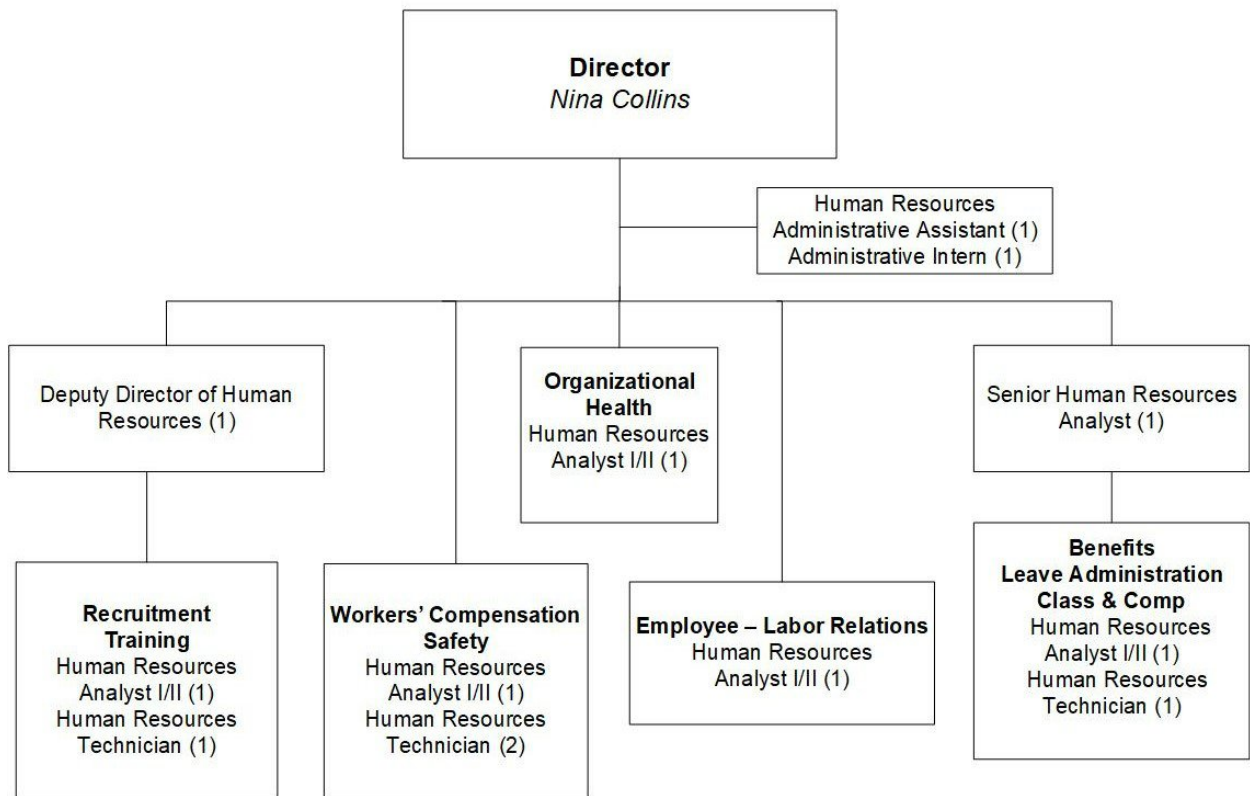 Director
Nina Collins
Human Resources
Administrative Assistant (1)
Administrative Intern (1)
Deputy Director of Human
Resources (1)
Organizational
Health
Human Resources
Analyst I/II (1)
Senior Human Resources
Analyst (1)
Recruitment
Training
Human Resources
Analyst I/II (1)
Human Resources
Technician (1)
Workers’ Compensation
Safety
Human Resources
Analyst I/II (1)
Human Resources
Technician (2)
Employee – Labor Relations
Human Resources
Analyst I/II (1)
Benefits
Leave Administration
Class & Comp
Human Resources
Analyst I/II (1)
Human Resources
Technician (1)